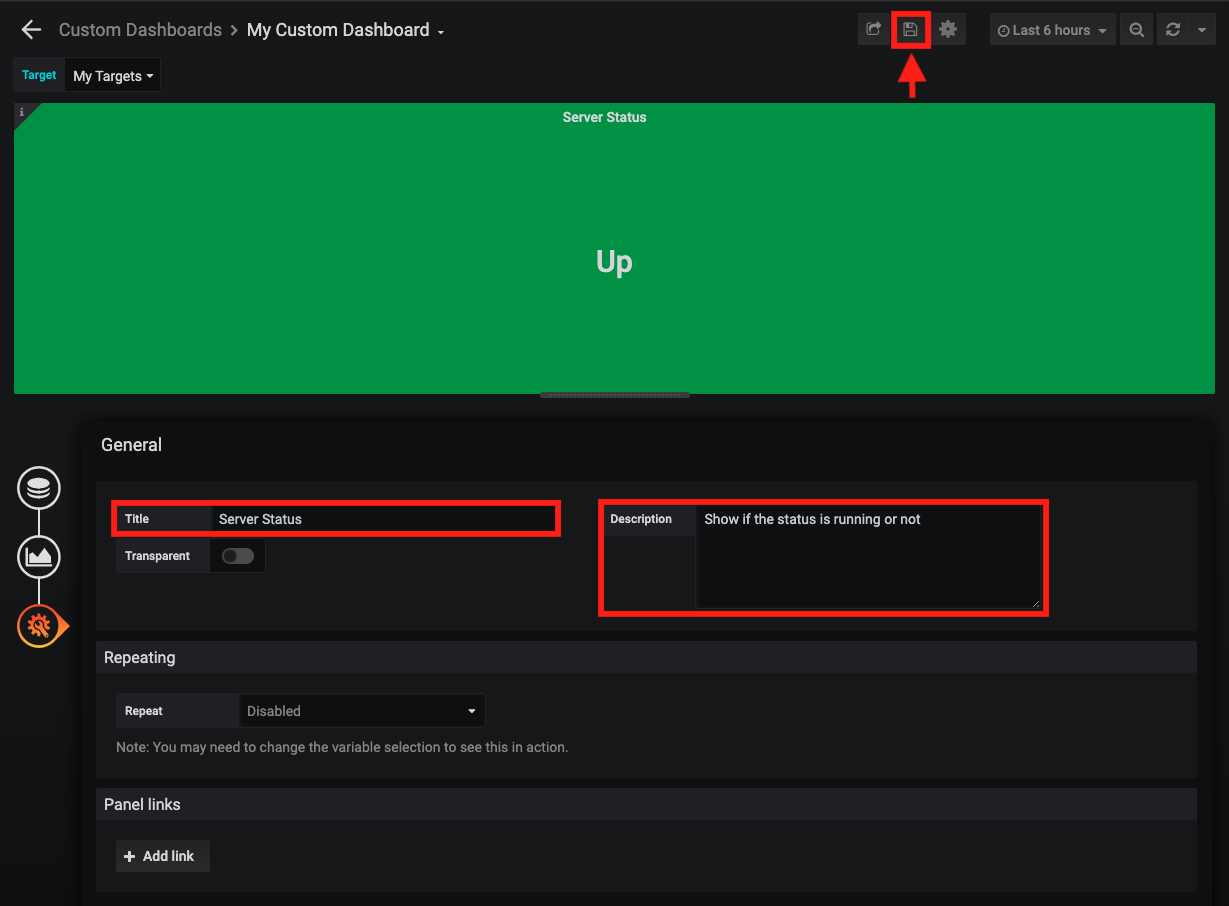 Custom Dashboards > My Custom Dashboard
Last 6 hours
Target My Targets
i
Server Status
Up
General
Title Server Status
Description Show if the status is running or not
Transparent
Repeating
Repeat Disabled
Note: You may need to change the variable selection to see this in action.
Panel links
+ Add link